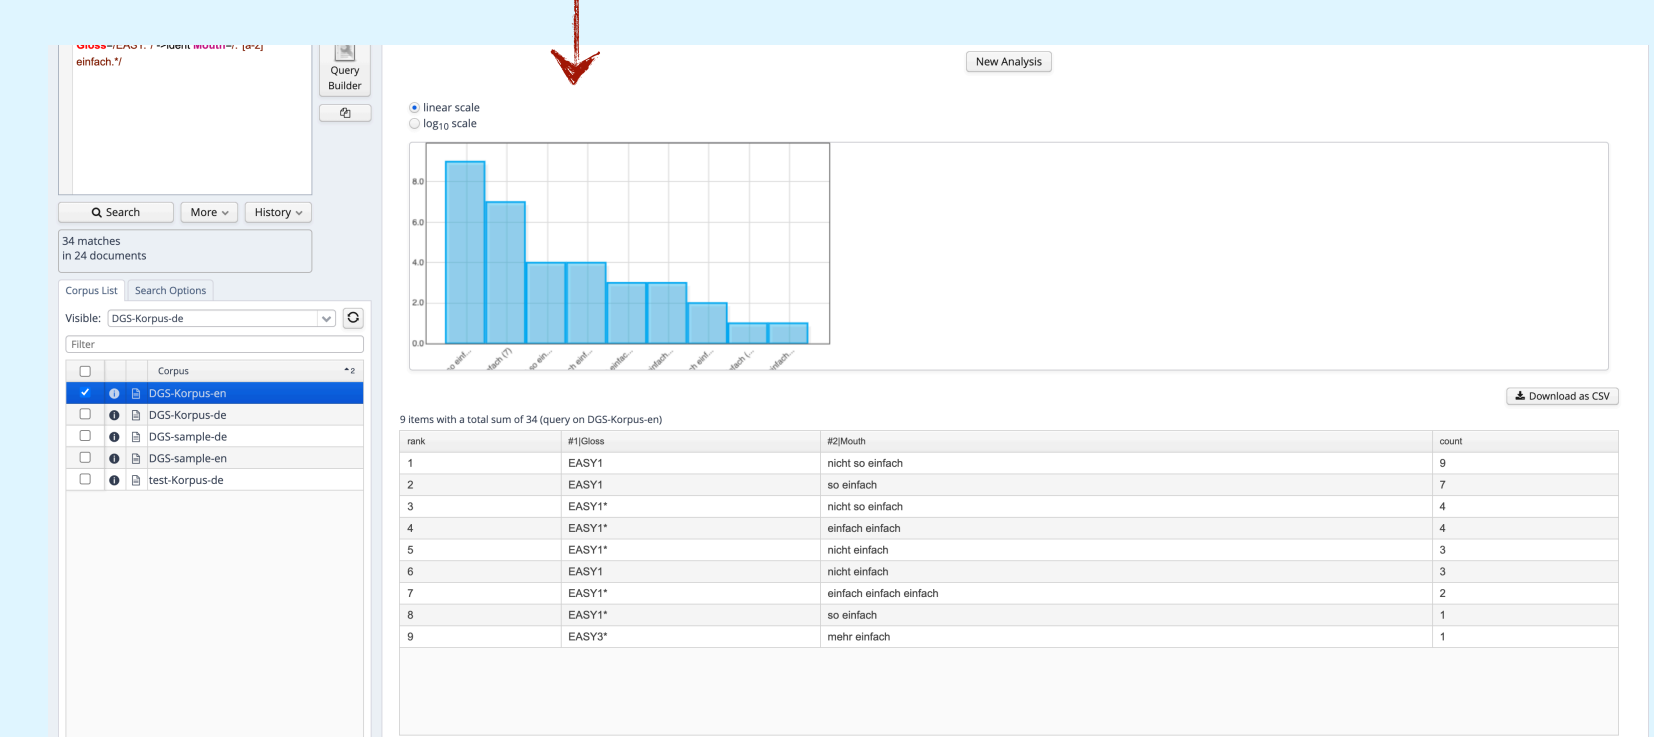 einfach.*/
Query
Builder
New Analysis
linear scale
log10 scale
8.0
6.0
4.0
2.0
0.0
Search
More
History
34 matches
in 24 documents
Corpus List
Search Options
Visible:
DGS-Korpus-de
Filter
Corpus
2
DGS-Korpus-en
DGS-Korpus-de
DGS-sample-de
DGS-sample-en
test-Korpus-de
Download as CSV
9 items with a total sum of 34 (query on DGS-Korpus-en)
rank #1|Gloss #2|Mouth count
1 EASY1 nicht so einfach 9
2 EASY1 so einfach 7
3 EASY1* nicht so einfach 4
4 EASY1* einfach einfach 4
5 EASY1* nicht einfach 3
6 EASY1 nicht einfach 3
7 EASY1* einfach einfach einfach 2
8 EASY1* so einfach 1
9 EASY3* mehr einfach 1